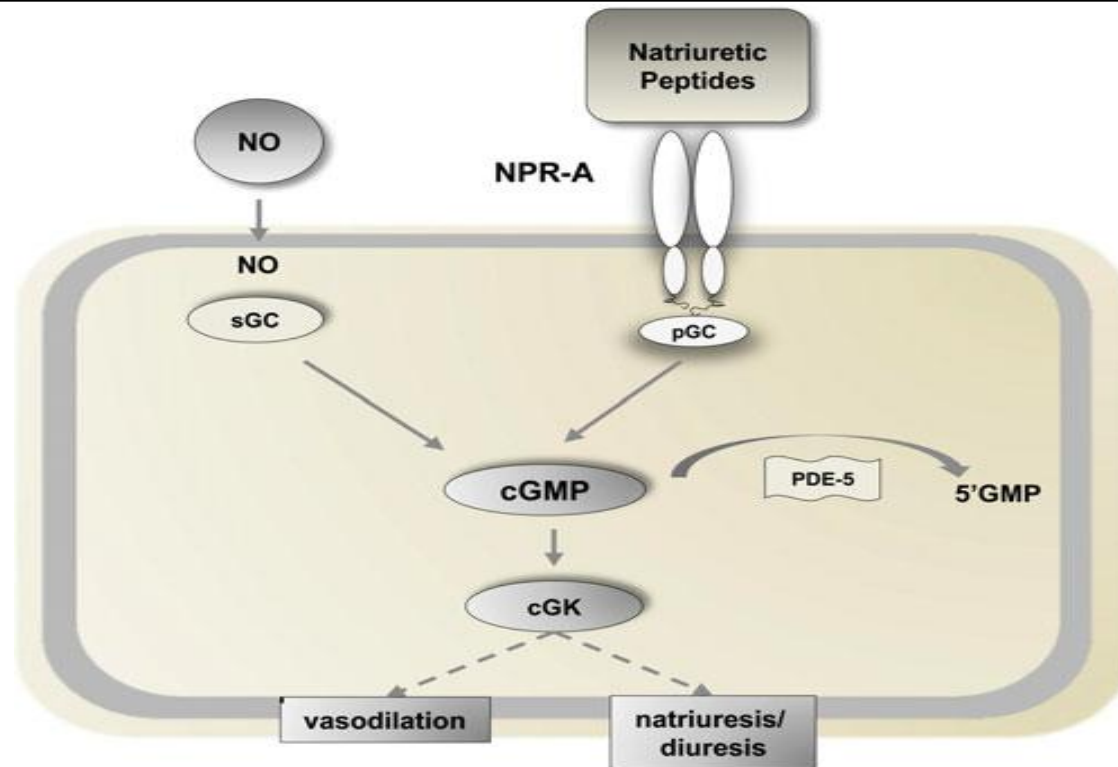 Natriuretic
Peptides
NO
NPR-A
NO
sGC
pGC
cGMP
PDE-5
5’GMP
cGK
vasodilation
natriuresis/
diuresis